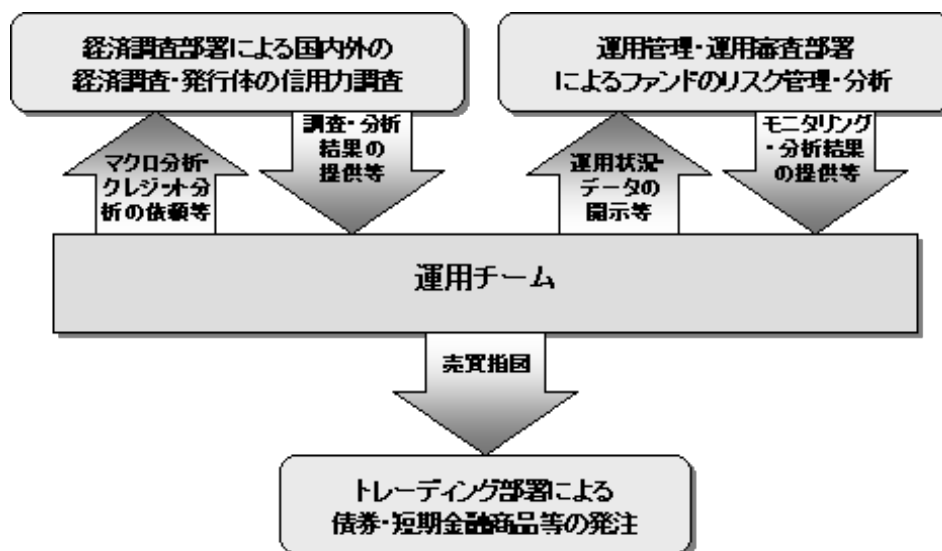 経済調査部署による国内外の
経済調査・発行体の信用力調査
運用管理・運用審査部署
によるファンドのリスク管理・分析
マクロ分析・
クレジット分
析の依頼等
調査・分析
結果の
提供等
運用状況・
データの
開示等
モニタリング
・分析結果
の提供等
運用チーム
売買指図
トレーディング部署による
債券・短期金融商品等の発注